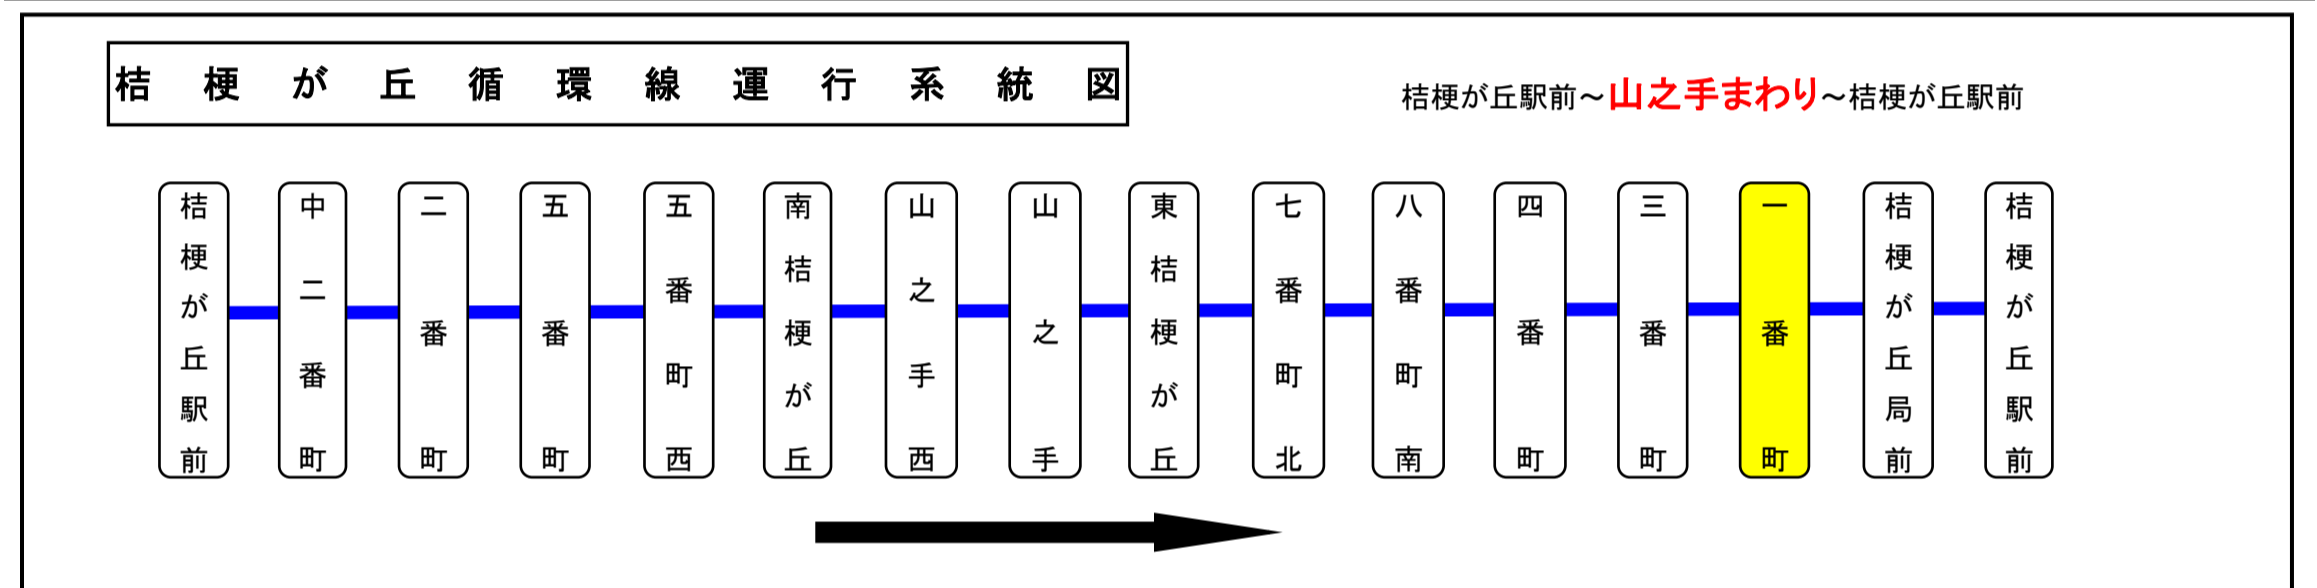 桔梗が丘循環線運行系統図
桔梗が丘駅前～山之手まわり～桔梗が丘駅前
桔梗が丘駅前
中二番町
二番町
五番町
五番町西
南桔梗が丘
山之手西
山之手
東桔梗が丘
七番町北
八番町南
四番町
三番町
一番町
桔梗が丘局前
桔梗が丘駅前